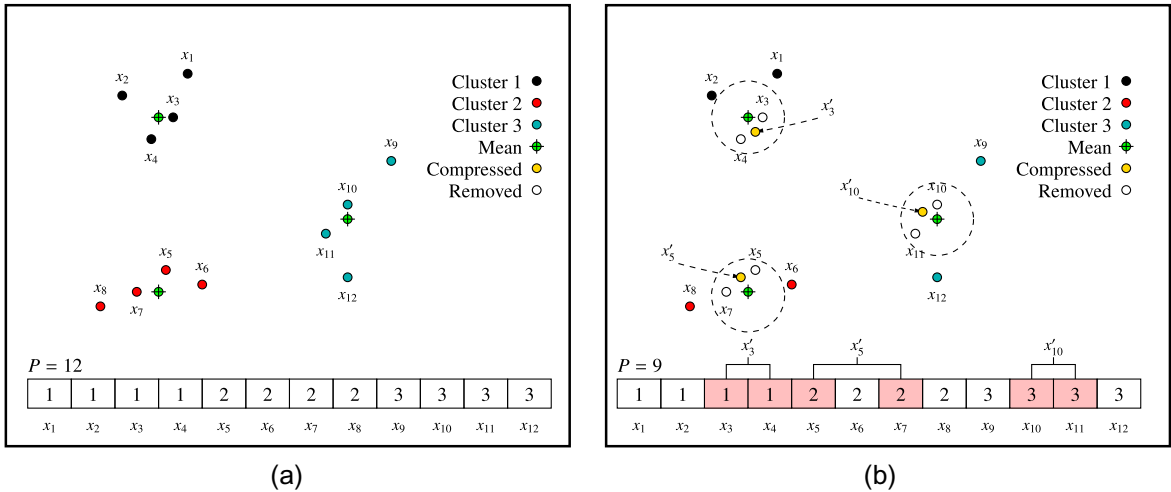 x₁
x₂
x₃
x₄
Cluster 1
Cluster 2
Cluster 3
Mean
Compressed
Removed
x₉
x₁₀
x₁₁
x₁₂
x₅
x₆
x₇
x₈
P = 12
1 1 1 1 2 2 2 2 3 3 3 3
x₁ x₂ x₃ x₄ x₅ x₆ x₇ x₈ x₉ x₁₀ x₁₁ x₁₂
(a)
x₁
x₂
x₃
x′₃
x₄
Cluster 1
Cluster 2
Cluster 3
Mean
Compressed
Removed
x₉
x′₁₀
x₁₀
x₁₁
x₁₂
x′₅
x₅
x₆
x₇
x₈
x′₃ x′₅ x′₁₀
P = 9
1 1 1 1 2 2 2 2 3 3 3 3
x₁ x₂ x₃ x₄ x₅ x₆ x₇ x₈ x₉ x₁₀ x₁₁ x₁₂
(b)